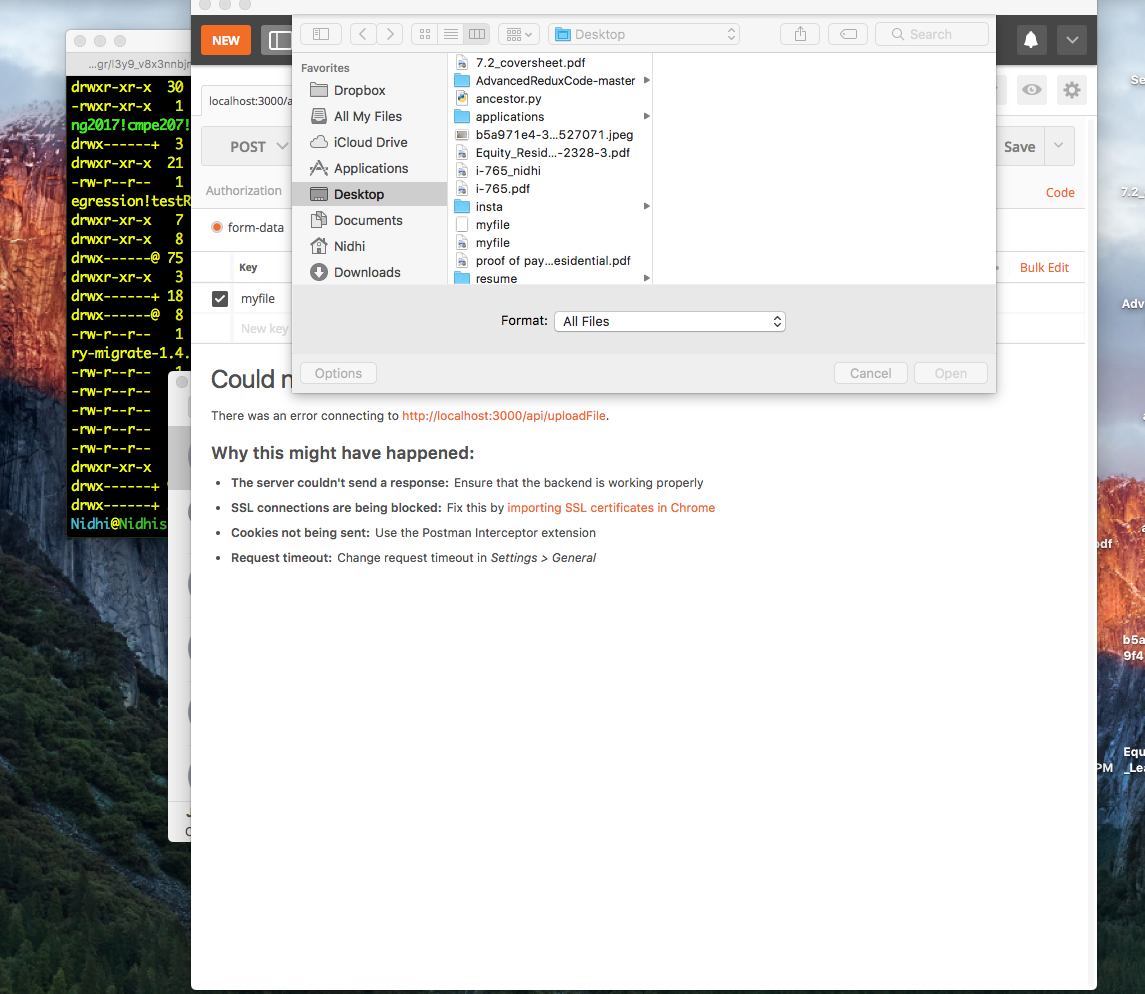 ...gr/l3y9_v8x3nnbjn
drwxr-xr-x 30
-rwxr-xr-x 1
ng2017!cmpe207!
drwx------+ 3
drwxr-xr-x 21
-rw-r--r-- 1
egression!testR
drwxr-xr-x 7
drwxr-xr-x 8
drwx------@ 75
drwxr-xr-x 3
drwx------+ 18
drwx------@ 8
-rw-r--r-- 1
ry-migrate-1.4.
-rw-r--r--
-rw-r--r--
-rw-r--r--
-rw-r--r--
-rw-r--r--
drwxr-xr-x
drwx------+
drwx------+
Nidhi@Nidhis
NEW
localhost:3000/a
POST
Save
Authorization
Code
form-data
Key
Bulk Edit
myfile
New key
Desktop
Search
Favorites
Dropbox
All My Files
iCloud Drive
Applications
Desktop
Documents
Nidhi
Downloads
7.2_coversheet.pdf
AdvancedReduxCode-master
ancestor.py
applications
b5a971e4-3...527071.jpeg
Equity_Resid...-2328-3.pdf
i-765_nidhi
i-765.pdf
insta
myfile
myfile
proof of pay...esidential.pdf
resume
Format: All Files
Options
Cancel
Open
Could n
There was an error connecting to http://localhost:3000/api/uploadFile.
Why this might have happened:
• The server couldn't send a response: Ensure that the backend is working properly
• SSL connections are being blocked: Fix this by importing SSL certificates in Chrome
• Cookies not being sent: Use the Postman Interceptor extension
• Request timeout: Change request timeout in Settings > General
Se
7.2_
Adv
df
b5a
9f4
Equ
PM _Lea